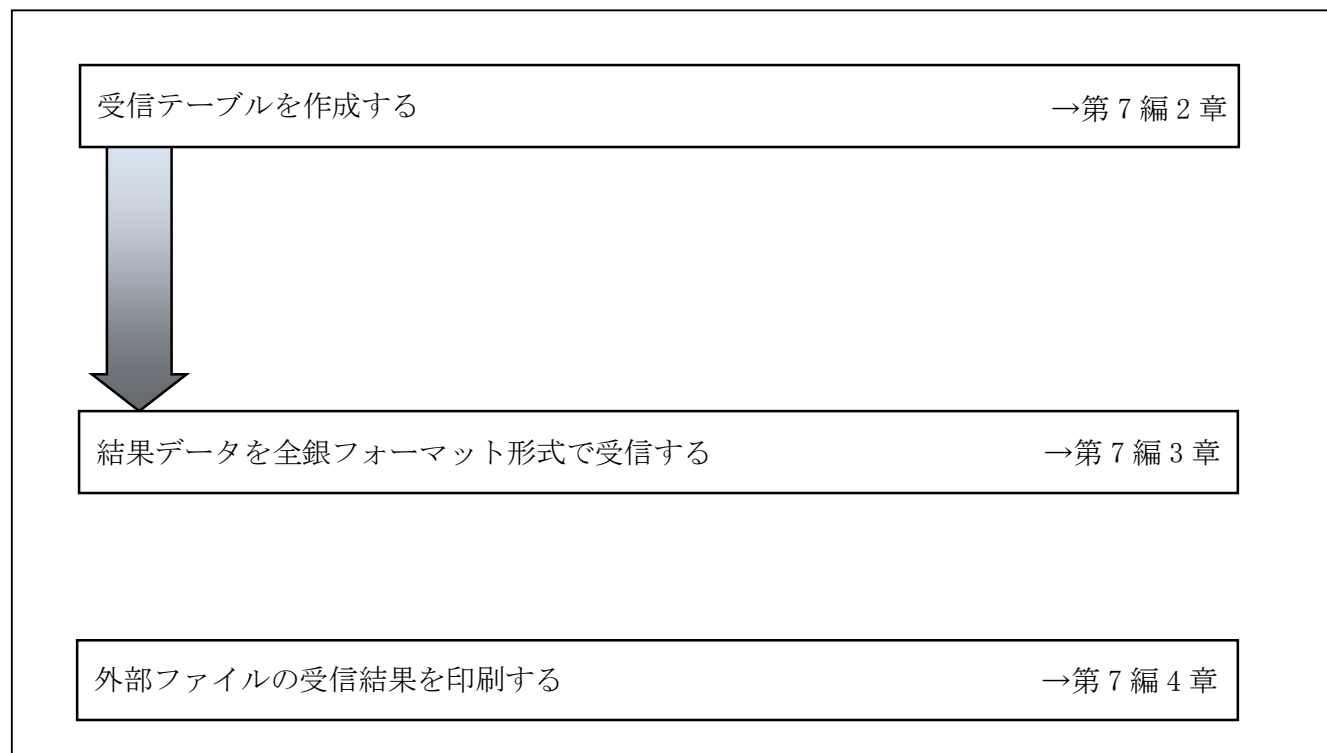 受信テーブルを作成する →第7編2章
結果データを全銀フォーマット形式で受信する →第7編3章
外部ファイルの受信結果を印刷する →第7編4章